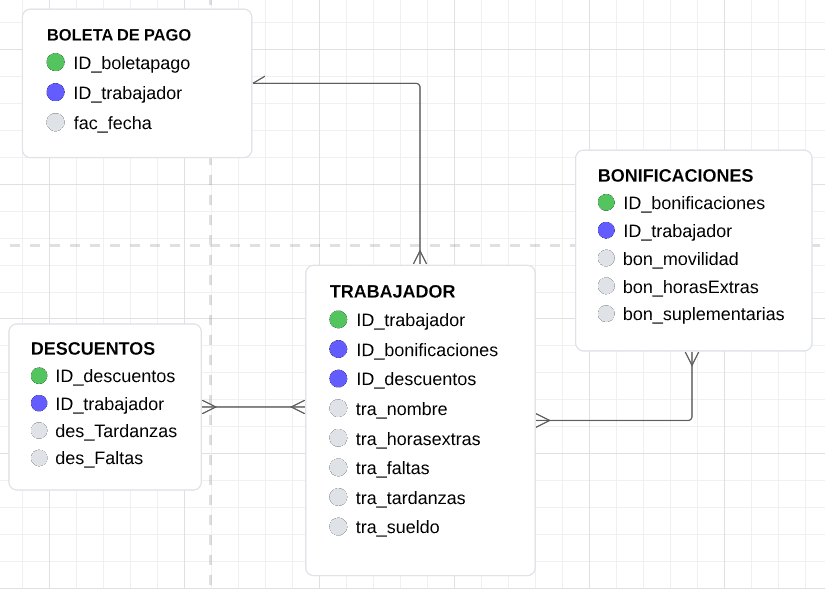 BOLETA DE PAGO
ID_boletapago
ID_trabajador
fac_fecha
BONIFICACIONES
ID_bonificaciones
ID_trabajador
bon_movilidad
bon_horasExtras
bon_suplementarias
TRABAJADOR
ID_trabajador
ID_bonificaciones
ID_descuentos
tra_nombre
tra_horasextras
tra_faltas
tra_tardanzas
tra_sueldo
DESCUENTOS
ID_descuentos
ID_trabajador
des_Tardanzas
des_Faltas